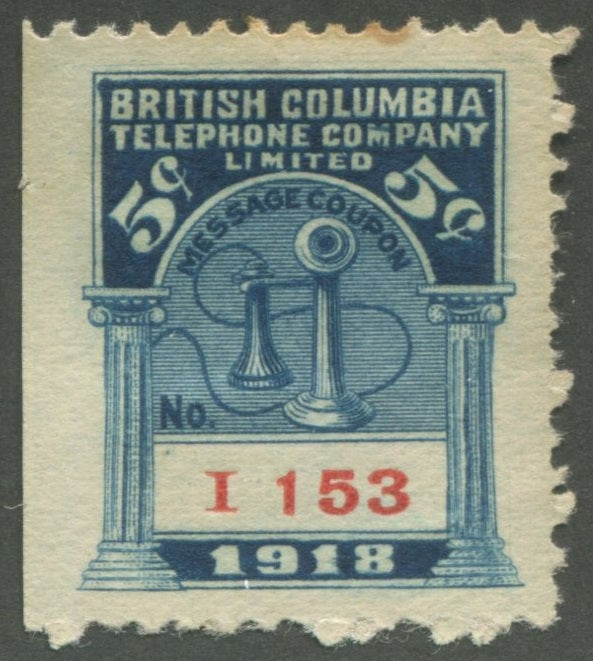 BRITISH COLUMBIA
TELEPHONE COMPANY
LIMITED
5¢ 5¢
MESSAGE COUPON
No.
I 153
1918